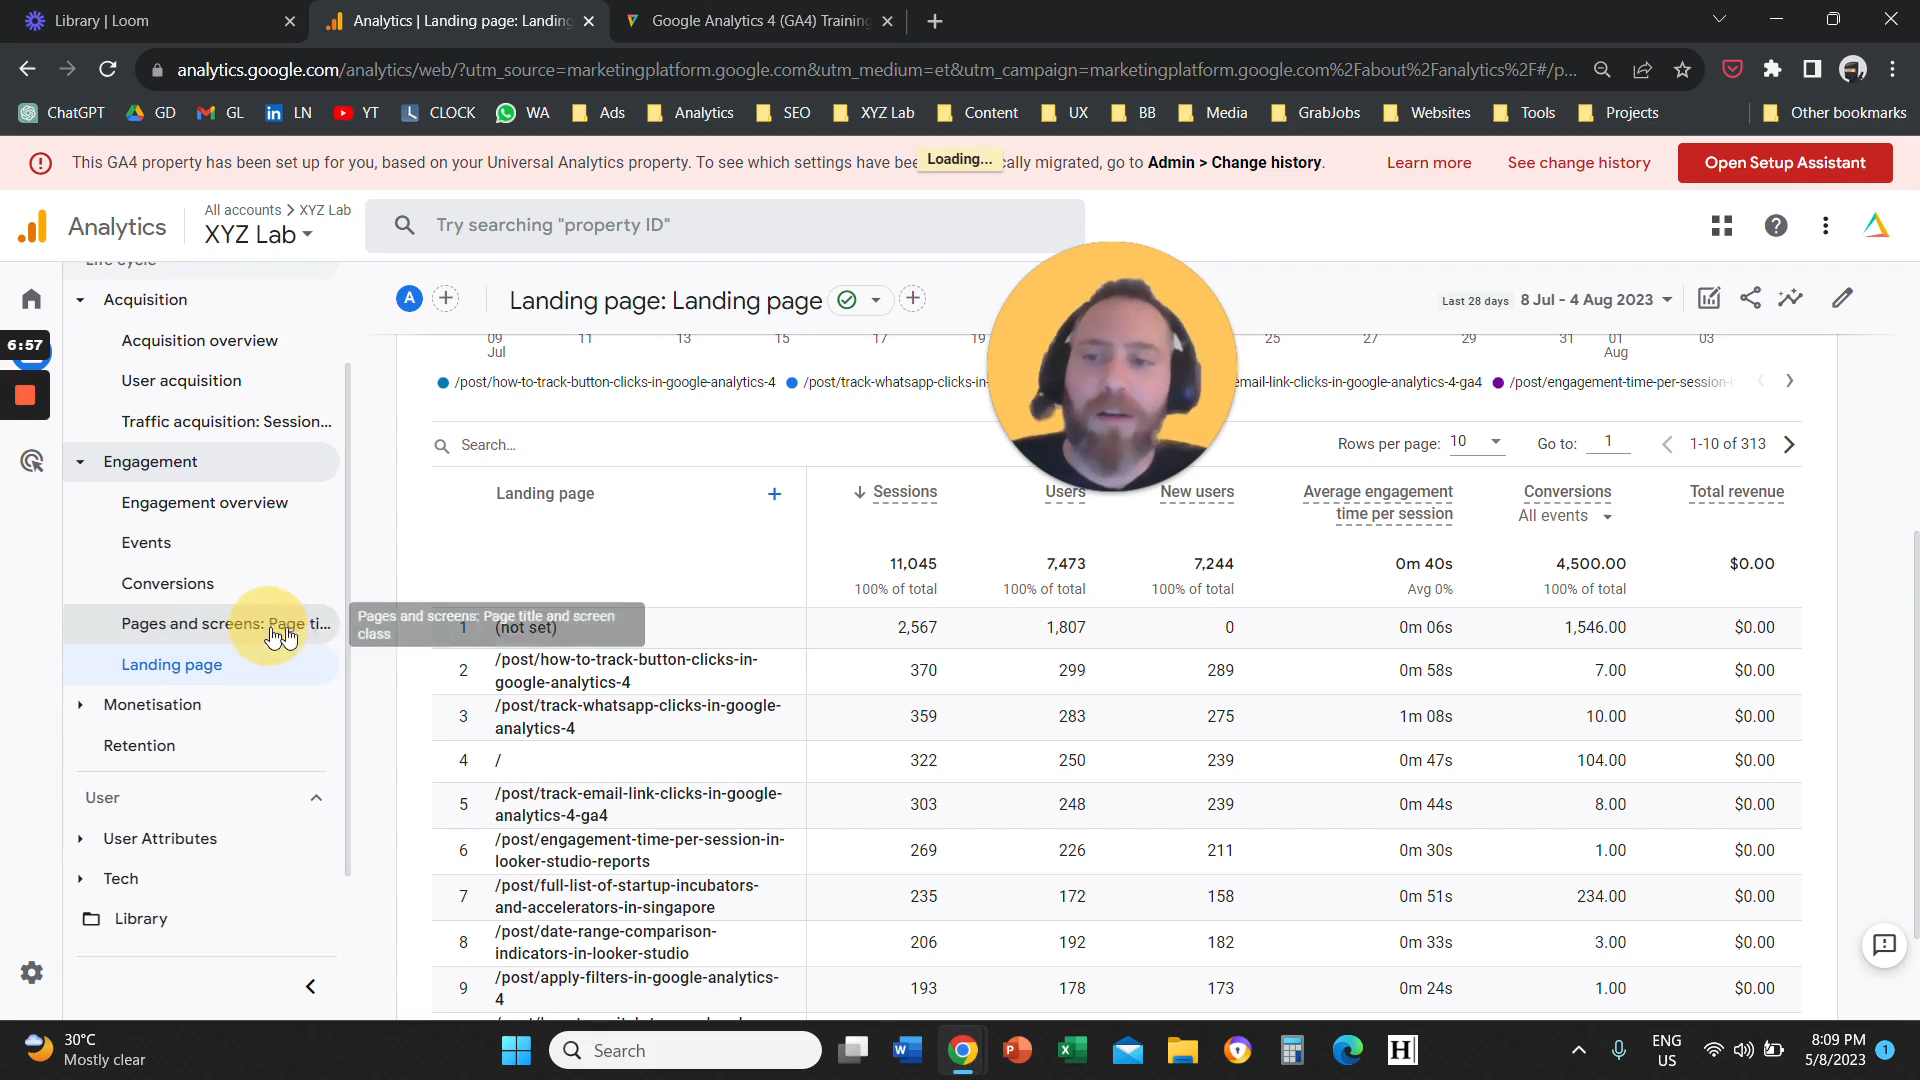 Library | Loom
Analytics | Landing page: Landing
Google Analytics 4 (GA4) Training
analytics.google.com/analytics/web/?utm_source=marketingplatform.google.com&utm_medium=et&utm_campaign=marketingplatform.google.com%2Fabout%2Fanalytics%2F#/p...
ChatGPT GD GL LN YT CLOCK WA Ads Analytics SEO XYZ Lab Content UX BB Media GrabJobs Websites Tools Projects Other bookmarks
This GA4 property has been set up for you, based on your Universal Analytics property. To see which settings have ally migrated, go to Admin > Change history. Learn more See change history Open Setup Assistant
Loading...
Analytics
All accounts > XYZ Lab
XYZ Lab
Try searching "property ID"
Acquisition
Acquisition overview
User acquisition
Traffic acquisition: Session...
Engagement
Engagement overview
Events
Conversions
Pages and screens: Page ti...
Landing page
Monetisation
Retention
User
User Attributes
Tech
Library
6:57
Pages and screens: Page title and screen
class
A
Landing page: Landing page
Last 28 days 8 Jul - 4 Aug 2023
09 11 13 15 17 19 25 27 29 31 01 03
Jul Aug
/post/how-to-track-button-clicks-in-google-analytics-4 /post/track-whatsapp-clicks-in- email-link-clicks-in-google-analytics-4-ga4 /post/engagement-time-per-session-
Search...
Rows per page: 10 Go to: 1 1-10 of 313
Landing page Sessions Users New users Average engagement Conversions Total revenue
time per session All events
11,045 7,473 7,244 0m 40s 4,500.00 $0.00
100% of total 100% of total 100% of total Avg 0% 100% of total
1 (not set) 2,567 1,807 0 0m 06s 1,546.00 $0.00
2 /post/how-to-track-button-clicks-in- 370 299 289 0m 58s 7.00 $0.00
google-analytics-4
3 /post/track-whatsapp-clicks-in-google- 359 283 275 1m 08s 10.00 $0.00
analytics-4
4 / 322 250 239 0m 47s 104.00 $0.00
5 /post/track-email-link-clicks-in-google- 303 248 239 0m 44s 8.00 $0.00
analytics-4-ga4
6 /post/engagement-time-per-session-in- 269 226 211 0m 30s 1.00 $0.00
looker-studio-reports
7 /post/full-list-of-startup-incubators- 235 172 158 0m 51s 234.00 $0.00
and-accelerators-in-singapore
8 /post/date-range-comparison- 206 192 182 0m 33s 3.00 $0.00
indicators-in-looker-studio
9 /post/apply-filters-in-google-analytics- 193 178 173 0m 24s 1.00 $0.00
4
30°C
Mostly clear
Search
H
ENG
US
8:09 PM
5/8/2023
1